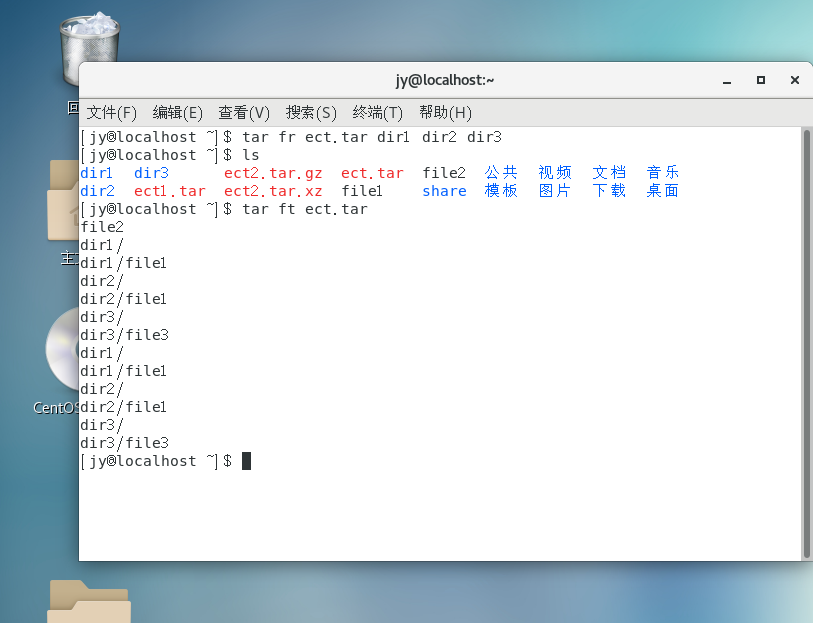 jy@localhost:~
文件(F) 编辑(E) 查看(V) 搜索(S) 终端(T) 帮助(H)
[jy@localhost ~]$ tar fr ect.tar dir1 dir2 dir3
[jy@localhost ~]$ ls
dir1 dir3 ect2.tar.gz ect.tar file2 公共 视频 文档 音乐
dir2 ect1.tar ect2.tar.xz file1 share 模板 图片 下载 桌面
[jy@localhost ~]$ tar ft ect.tar
file2
dir1/
dir1/file1
dir2/
dir2/file1
dir3/
dir3/file3
dir1/
dir1/file1
dir2/
dir2/file1
dir3/
dir3/file3
[jy@localhost ~]$
主
CentOS